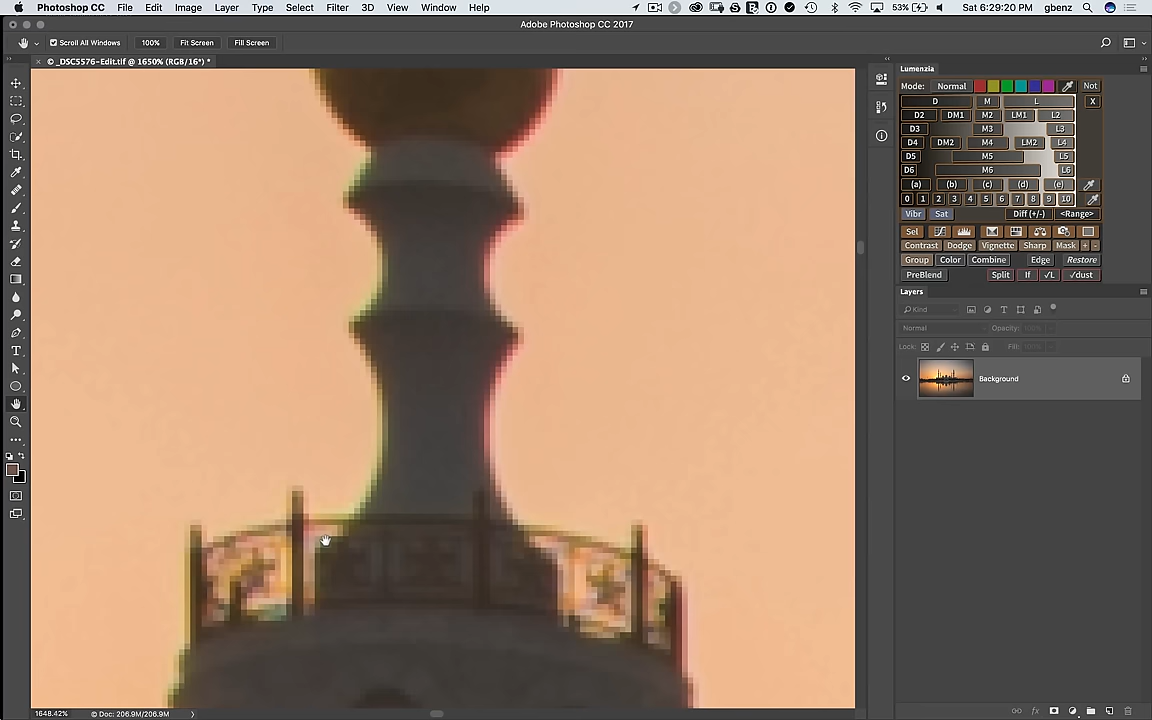 Photoshop CC File Edit Image Layer Type Select Filter 3D View Window Help 53% Sat 6:29:20 PM gbenz
Adobe Photoshop CC 2017
Scroll All Windows 100% Fit Screen Fill Screen
© _DSC5576-Edit.tif @ 1650% (RGB/16*) *
Lumenzia
Mode: Normal Not
D M L X
D2 DM1 M2 LM1 L2
D3 M3 L3
D4 DM2 M4 LM2 L4
D5 M5 L5
D6 M6 L6
(a) (b) (c) (d) (e)
0 1 2 3 4 5 6 7 8 9 10
Vibr Sat Diff (+/-) <Range>
Sel
Contrast Dodge Vignette Sharp Mask + -
Group Color Combine Edge Restore
PreBlend Split If √L √dust
Layers
Kind
Normal Opacity: 100%
Lock: Fill: 100%
Background
1648.42% © Doc: 206.9M/206.9M